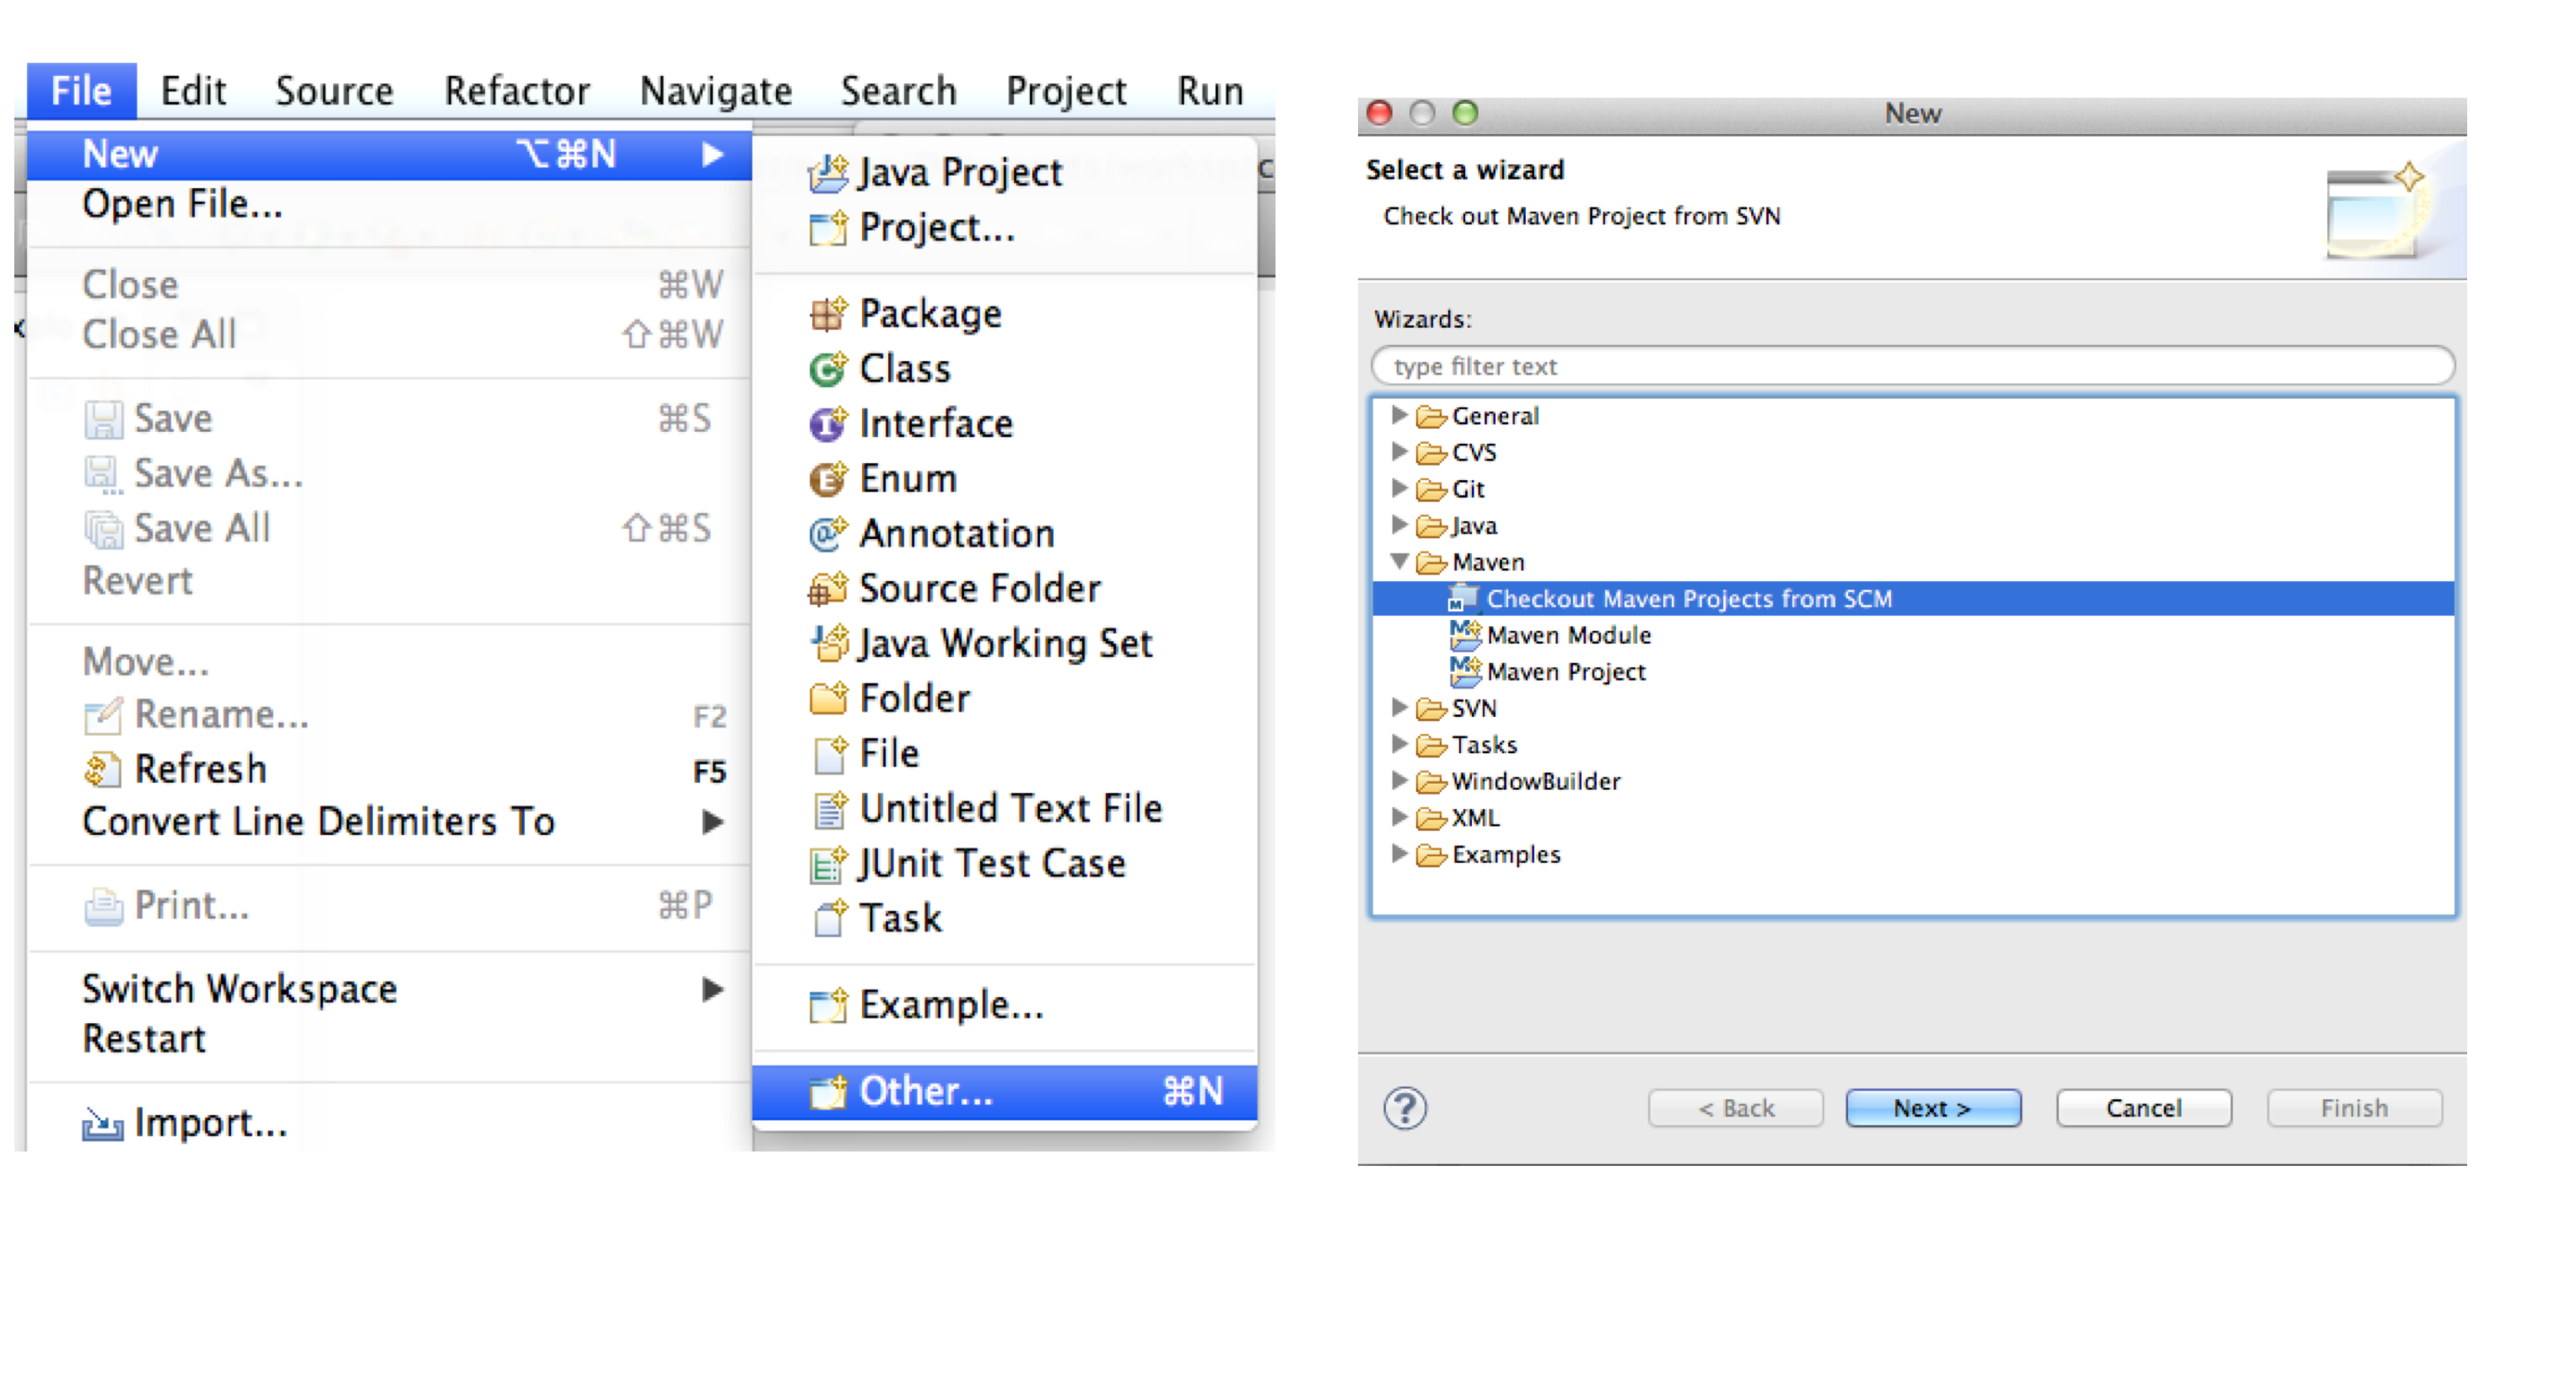 File Edit Source Refactor Navigate Search Project Run
New ⌥⌘N ▶
Open File...
Close ⌘W
Close All ⇧⌘W
Save ⌘S
Save As...
Save All ⇧⌘S
Revert
Move...
Rename... F2
Refresh F5
Convert Line Delimiters To ▶
Print... ⌘P
Switch Workspace ▶
Restart
Import...
Java Project
Project...
Package
Class
Interface
Enum
Annotation
Source Folder
Java Working Set
Folder
File
Untitled Text File
JUnit Test Case
Task
Example...
Other... ⌘N
New
Select a wizard
Check out Maven Project from SVN
Wizards:
type filter text
General
CVS
Git
Java
Maven
Checkout Maven Projects from SCM
Maven Module
Maven Project
SVN
Tasks
WindowBuilder
XML
Examples
? < Back Next > Cancel Finish